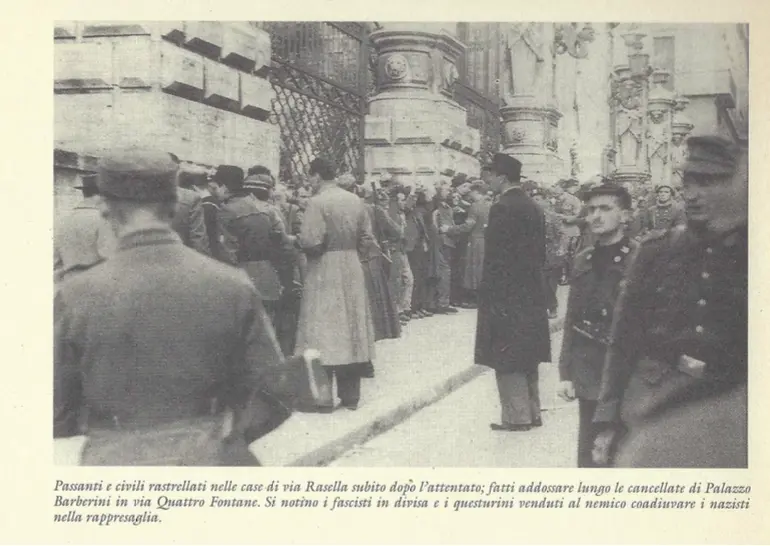 Passanti e civili rastrellati nelle case di via Rasella subito dopo l'attentato; fatti addossare lungo le cancellate di Palazzo
Barberini in via Quattro Fontane. Si notino i fascisti in divisa e i questurini venduti al nemico coadiuvare i nazisti
nella rappresaglia.